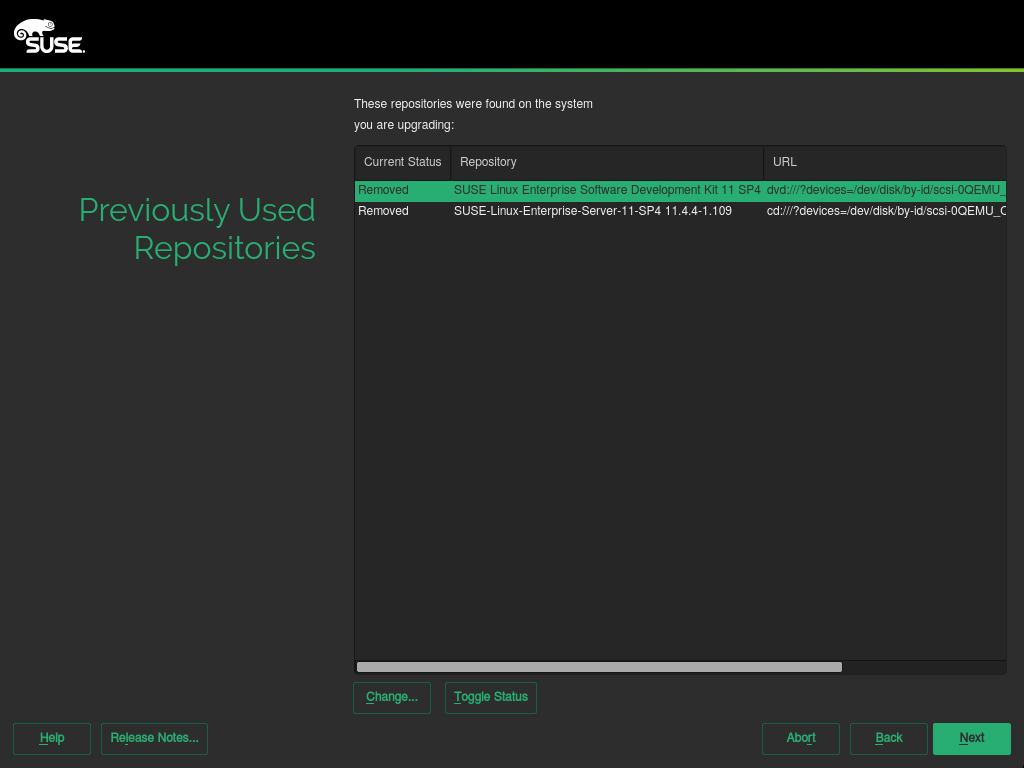 SUSE.
These repositories were found on the system
you are upgrading:
Previously Used
Repositories
Current Status Repository URL
Removed SUSE Linux Enterprise Software Development Kit 11 SP4 dvd:///?devices=/dev/disk/by-id/scsi-0QEMU_
Removed SUSE-Linux-Enterprise-Server-11-SP4 11.4.4-1.109 cd:///?devices=/dev/disk/by-id/scsi-0QEMU_
Change... Toggle Status
Help Release Notes... Abort Back Next